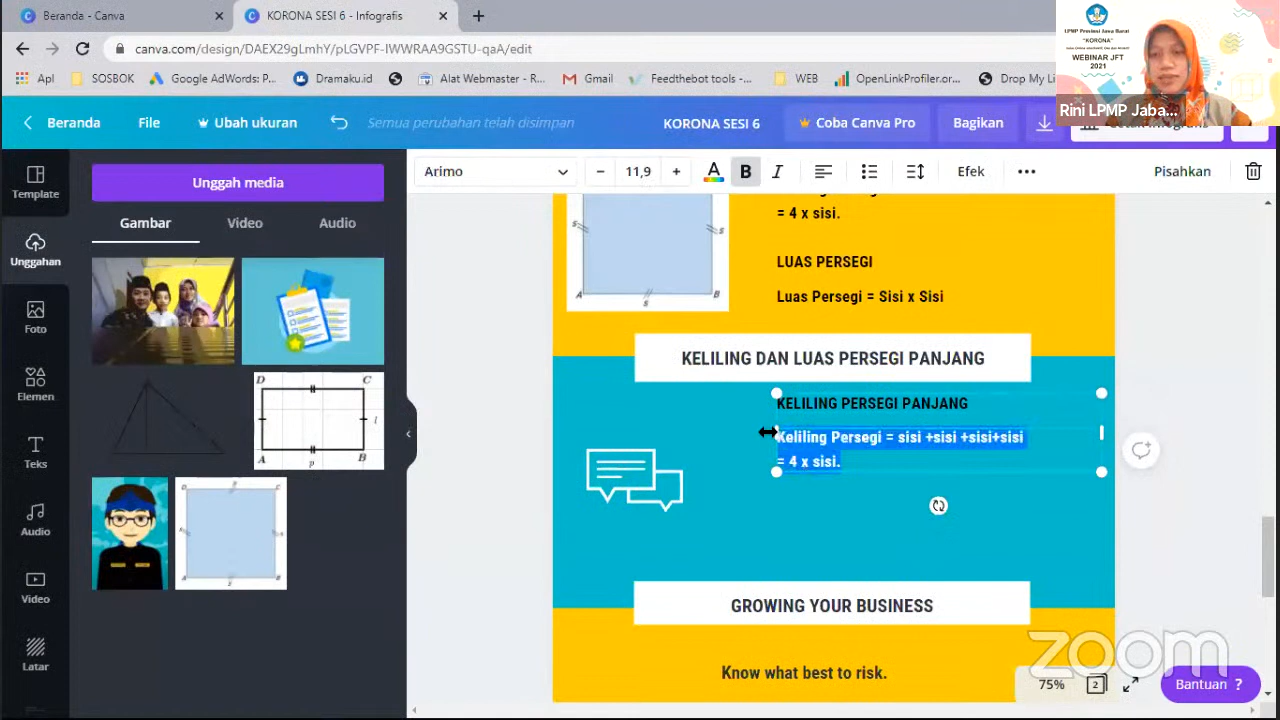 Beranda - Canva
KORONA SESI 6 - Infografis
canva.com/design/DAEX29gLmhY/pLGVPF-TNWVRAA9GSTU-qaA/edit
Apl
SOSBOK
Google AdWords: P...
Dramaku.id
Alat Webmaster - R...
Gmail
Feedthebot tools -...
WEB
OpenLinkProfiler...
Drop My Li
LPMP Provinsi Jawa Barat
"KORONA"
WEBINAR JFT
2021
Rini LPMP Jaba...
Beranda
File
Ubah ukuran
Semua perubahan telah disimpan
KORONA SESI 6
Coba Canva Pro
Bagikan
Template
Unggahan
Foto
Elemen
Teks
Audio
Video
Latar
Unggah media
Gambar
Video
Audio
D C
l
A p B
Arimo
11,9
A
B
I
Efek
Pisahkan
= 4 x sisi.
s s
A s B
LUAS PERSEGI
Luas Persegi = Sisi x Sisi
KELILING DAN LUAS PERSEGI PANJANG
KELILING PERSEGI PANJANG
Keliling Persegi = sisi +sisi +sisi+sisi
= 4 x sisi.
GROWING YOUR BUSINESS
Know what best to risk.
zoom
75%
2
Bantuan ?